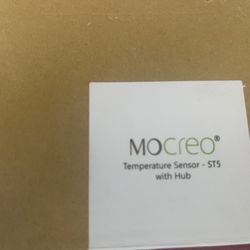 MOCreo®
Temperature Sensor - ST5
with Hub